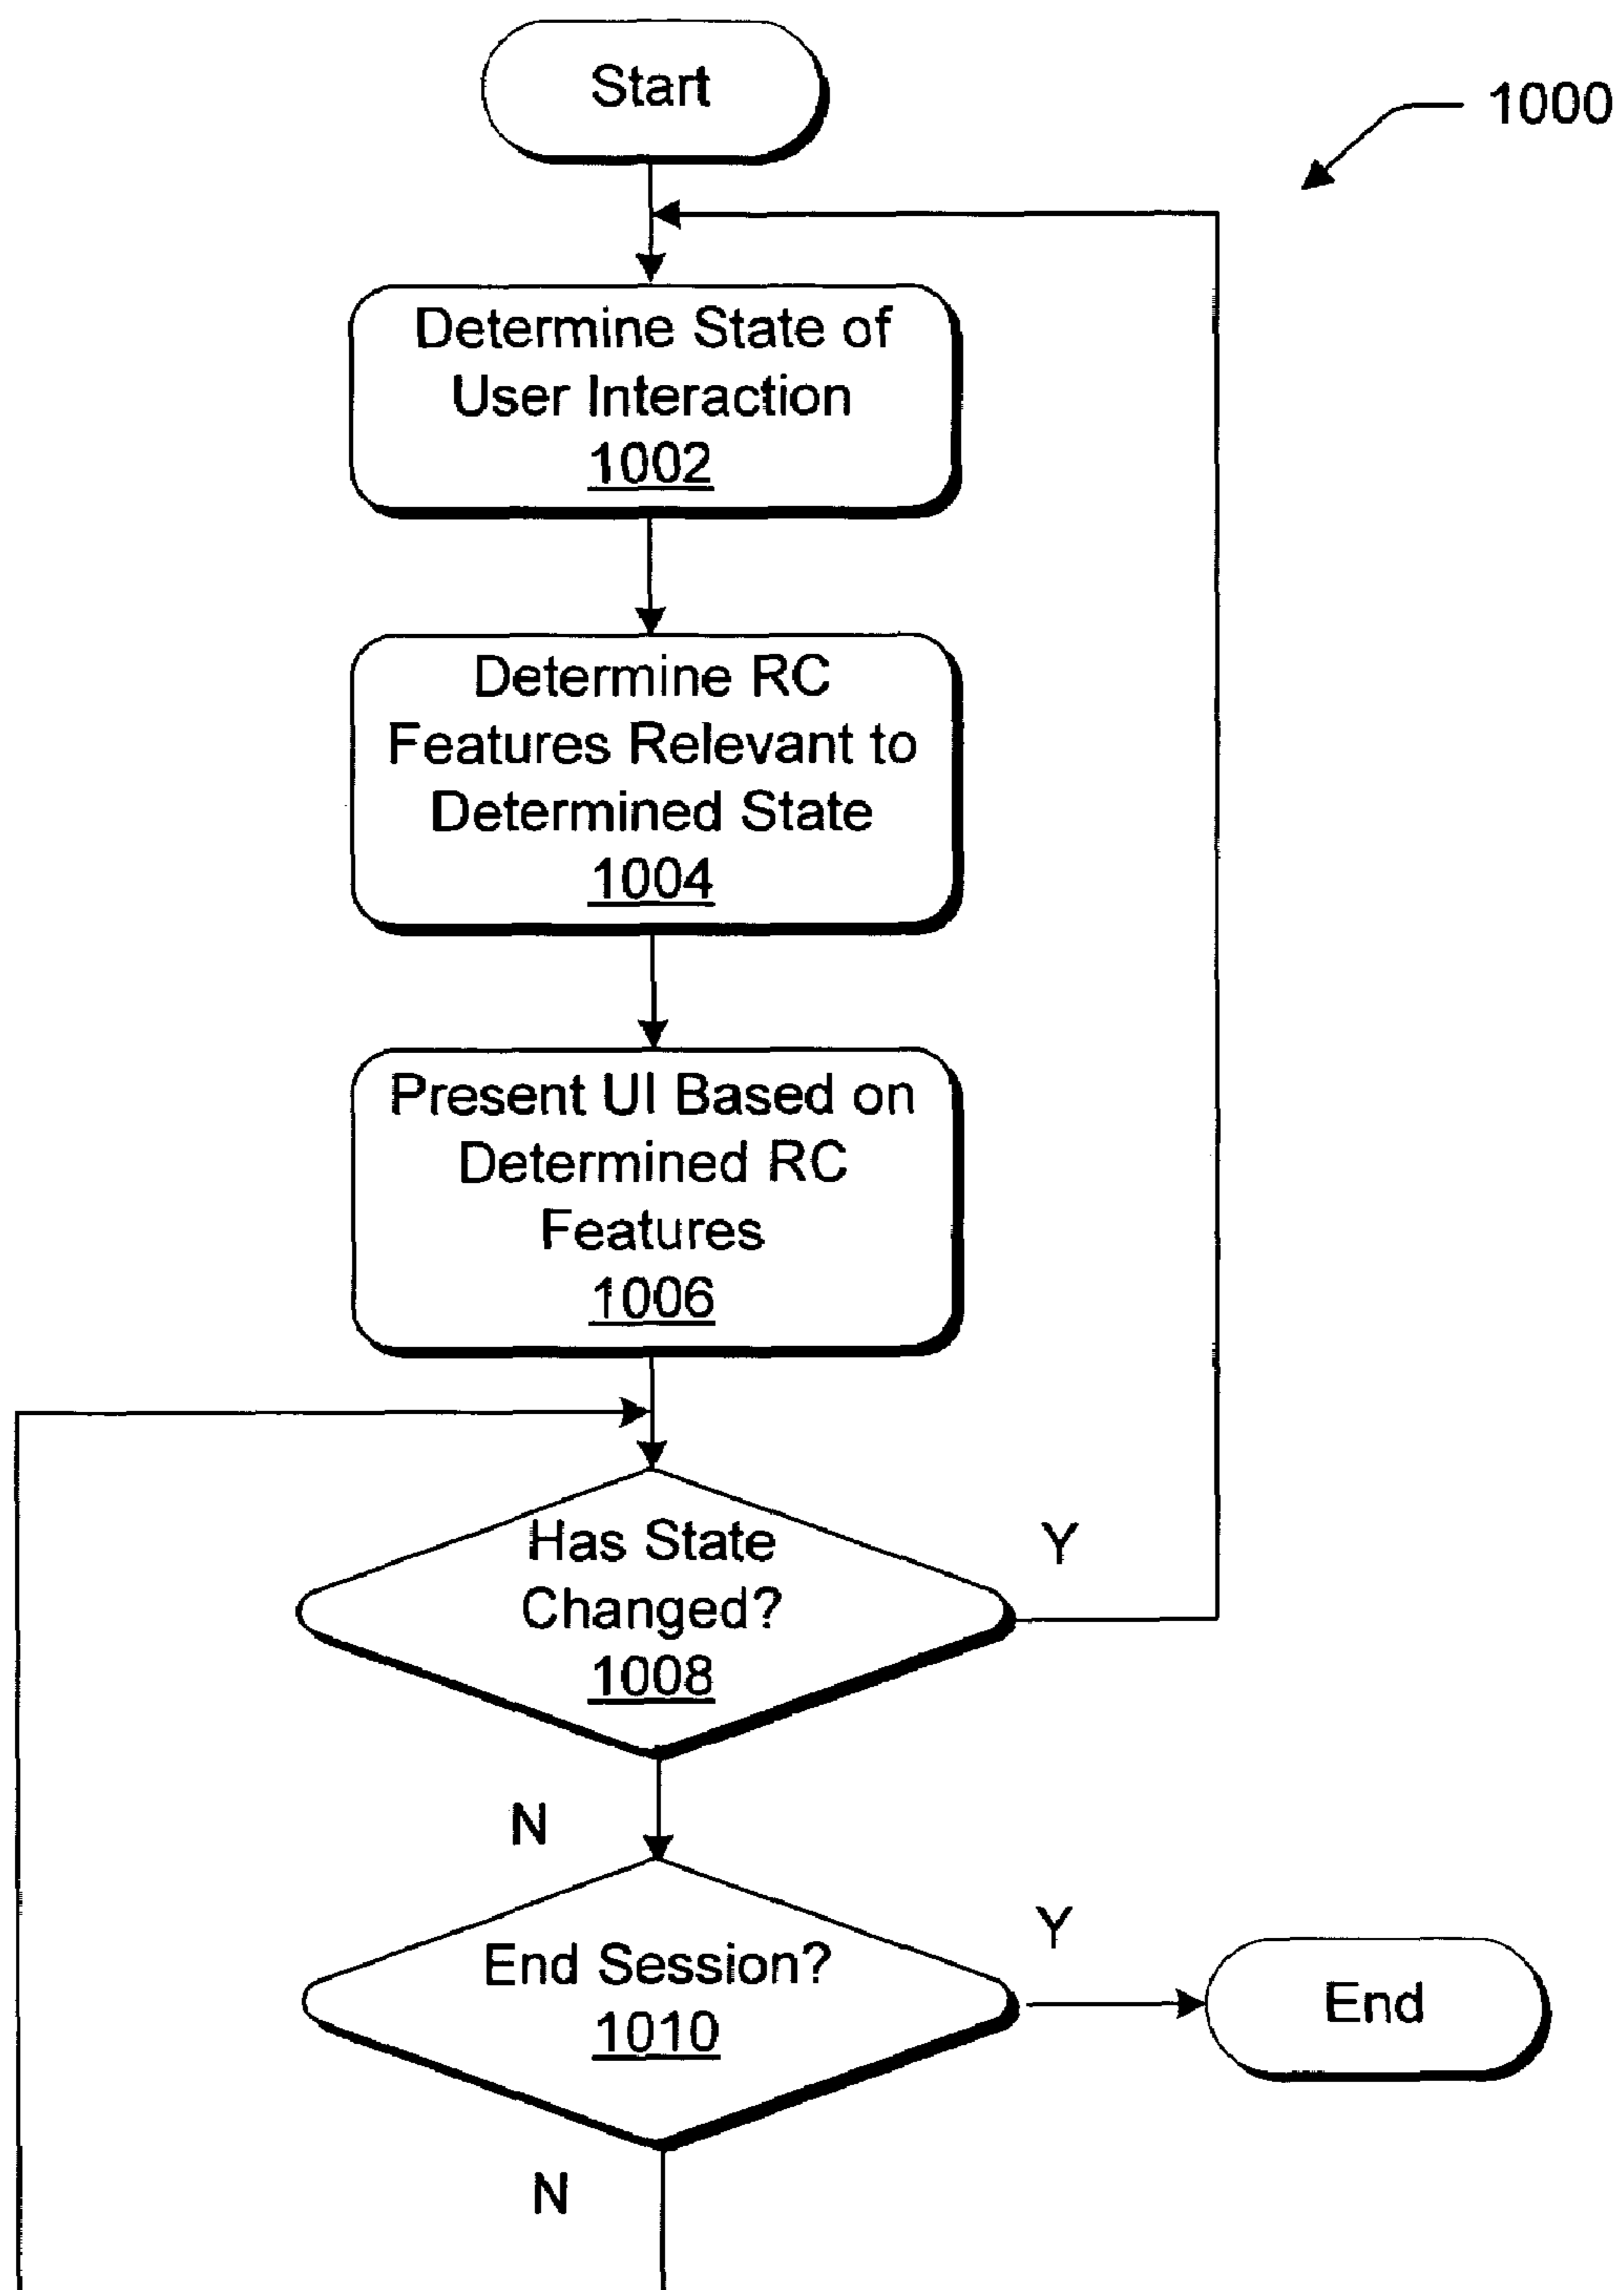 Start
1000
Determine State of
User Interaction
1002
Determine RC
Features Relevant to
Determined State
1004
Present UI Based on
Determined RC
Features
1006
Has State
Changed?
1008
Y
N
End Session?
1010
Y
End
N